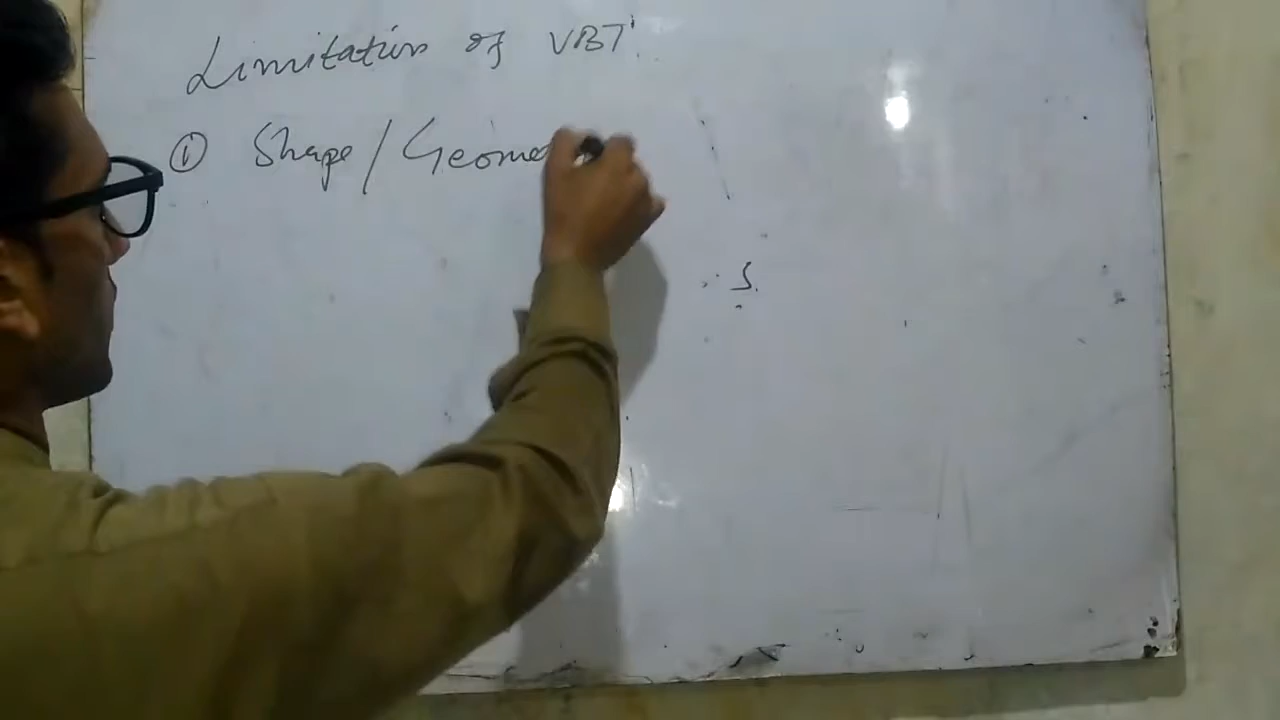 Limitation of VBT
① Shape / Geome